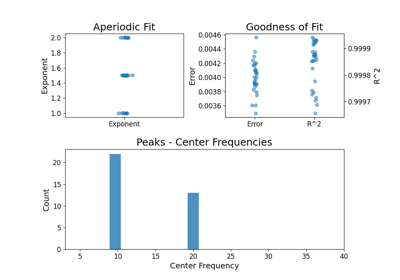 Aperiodic Fit
2.0
1.8
1.6
1.4
1.2
1.0
Exponent
Exponent
Goodness of Fit
0.0046
0.0044
0.0042
0.0040
0.0038
0.0036
Error
Error
R^2
0.9999
0.9998
0.9997
R^2
Peaks - Center Frequencies
20
15
10
5
0
Count
5
10
15
20
25
30
35
40
Center Frequency